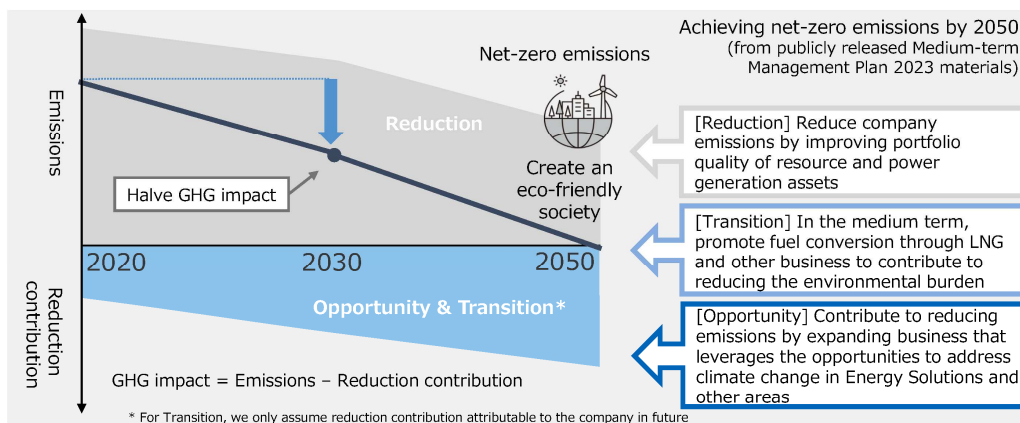 Achieving net-zero emissions by 2050
(from publicly released Medium-term
Management Plan 2023 materials)
Emissions
Net-zero emissions
Reduction
Create an
eco-friendly
society
Halve GHG impact
2020
2030
2050
Reduction
contribution
Opportunity & Transition*
GHG impact = Emissions – Reduction contribution
* For Transition, we only assume reduction contribution attributable to the company in future
[Reduction] Reduce company
emissions by improving portfolio
quality of resource and power
generation assets
[Transition] In the medium term,
promote fuel conversion through LNG
and other business to contribute to
reducing the environmental burden
[Opportunity] Contribute to reducing
emissions by expanding business that
leverages the opportunities to address
climate change in Energy Solutions and
other areas